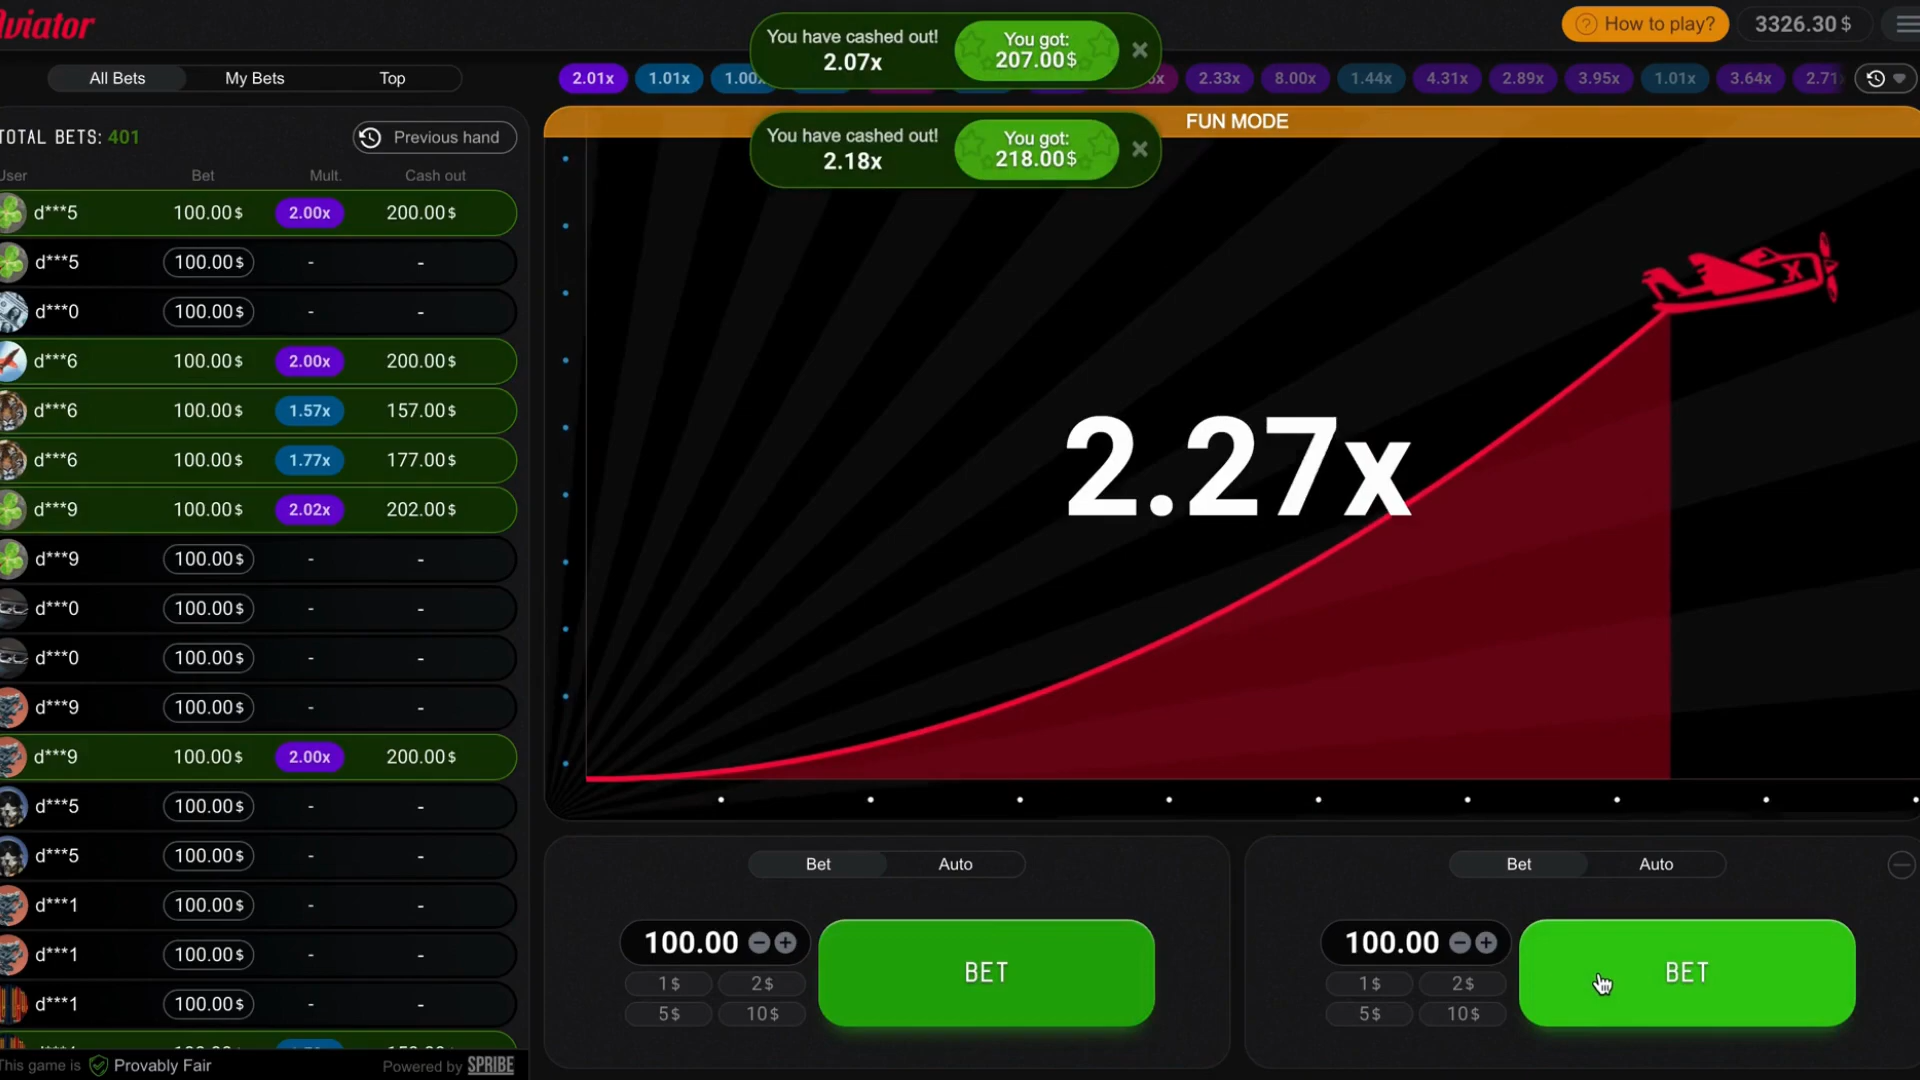 Aviator
How to play?
3326.30 $
You have cashed out!
2.07x
You got:
207.00$
All Bets
My Bets
Top
2.01x
1.01x
2.33x
8.00x
1.44x
4.31x
2.89x
3.95x
1.01x
3.64x
FUN MODE
You have cashed out!
2.18x
You got:
218.00$
TOTAL BETS: 401
Previous hand
User Bet Mult. Cash out
d***5 100.00$ 2.00x 200.00$
d***5 100.00$ - -
d***0 100.00$ - -
d***6 100.00$ 2.00x 200.00$
d***6 100.00$ 1.57x 157.00$
d***6 100.00$ 1.77x 177.00$
d***9 100.00$ 2.02x 202.00$
d***9 100.00$ - -
d***0 100.00$ - -
d***0 100.00$ - -
d***9 100.00$ - -
d***9 100.00$ 2.00x 200.00$
d***5 100.00$ - -
d***5 100.00$ - -
d***1 100.00$ - -
d***1 100.00$ - -
d***1 100.00$ - -
This game is Provably Fair
Powered by SPRIBE
2.27x
X
Bet Auto
100.00
1$ 2$
5$ 10$
BET
Bet Auto
100.00
1$ 2$
5$ 10$
BET